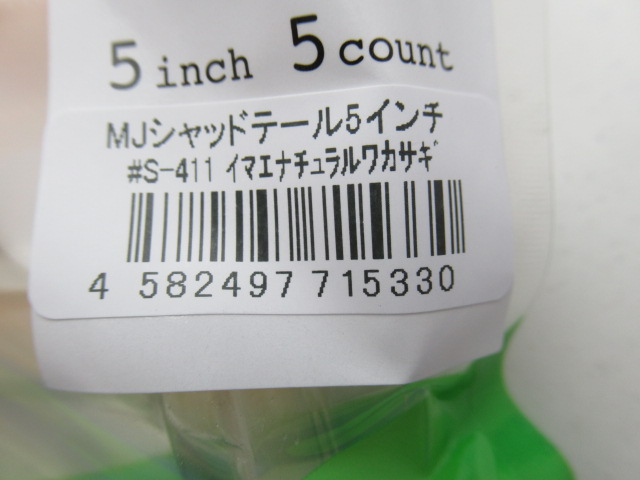 5 inch 5 count
MJシャッドテール5インチ
#S-411 ｲﾏｴﾅﾁｭﾗﾙﾜｶｻｷﾞ
4 582497 715330